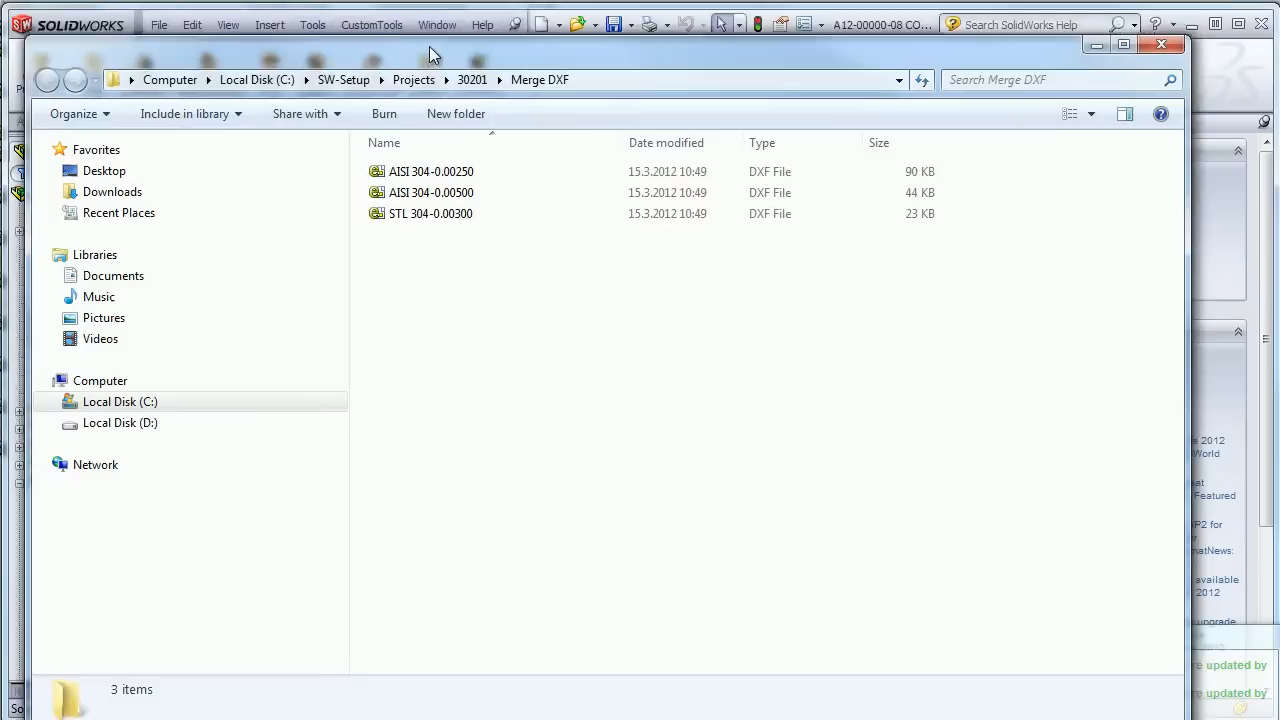 SOLIDWORKS File Edit View Insert Tools CustomTools Window Help A12-00000-08 CO... Search SolidWorks Help
Computer Local Disk (C:) SW-Setup Projects 30201 Merge DXF Search Merge DXF
Organize Include in library Share with Burn New folder
Name Date modified Type Size
Favorites
Desktop
Downloads
Recent Places
Libraries
Documents
Music
Pictures
Videos
Computer
Local Disk (C:)
Local Disk (D:)
Network
AISI 304-0.00250 15.3.2012 10:49 DXF File 90 KB
AISI 304-0.00500 15.3.2012 10:49 DXF File 44 KB
STL 304-0.00300 15.3.2012 10:49 DXF File 23 KB
2012
World
Featured
P2 for
matNews:
available
2012
upgrade
updated by
updated by
3 items
So